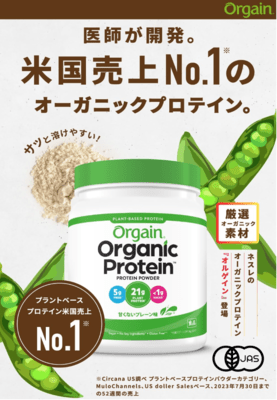 Orgain.
医師が開発。
米国売上No.1※の
オーガニックプロテイン。
サッと溶けやすい!
PLANT-BASED PROTEIN
Orgain
Organic
Protein™
PROTEIN POWDER
5g
21g
<1g
甘くないプレーン味
厳選
オーガニック
素材
ネスレの
オーガニックプロテイン
『オルゲイン』登場
プラントベース
プロテイン米国売上
No.1※
JAS
※Circana US調べ プラントベースプロテインパウダーカテゴリー、
MuloChannels,US doller Salesベース、2023年7月30日まで
の52週間の売上